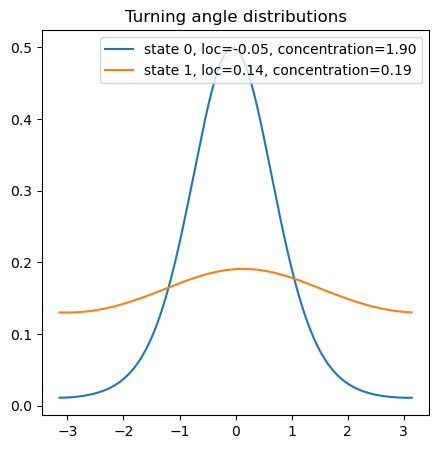 Turning angle distributions
state 0, loc=-0.05, concentration=1.90
state 1, loc=0.14, concentration=0.19
0.5
0.4
0.3
0.2
0.1
0.0
−3 −2 −1 0 1 2 3